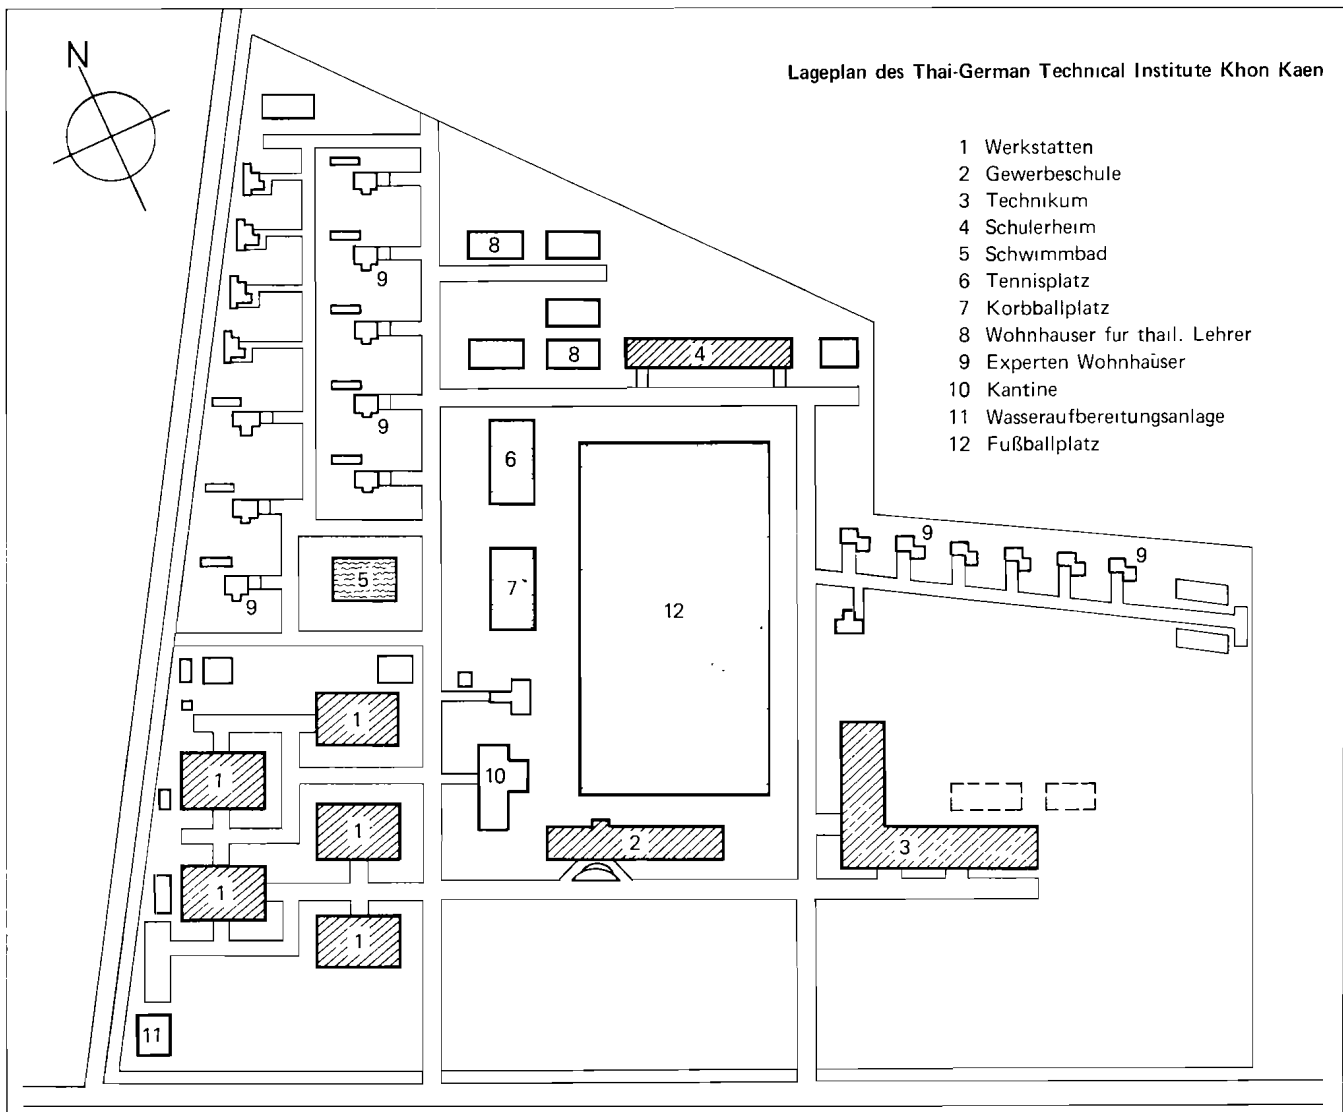 N
Lageplan des Thai-German Technical Institute Khon Kaen
1 Werkstatten
2 Gewerbeschule
3 Technikum
4 Schulerheim
5 Schwimmbad
6 Tennisplatz
7 Korbballplatz
8 Wohnhauser fur thail. Lehrer
9 Experten Wohnhäuser
10 Kantine
11 Wasseraufbereitungsanlage
12 Fußballplatz
8
9
8
4
9
6
9
9
5
7
12
9
1
1
10
1
2
3
1
1
11